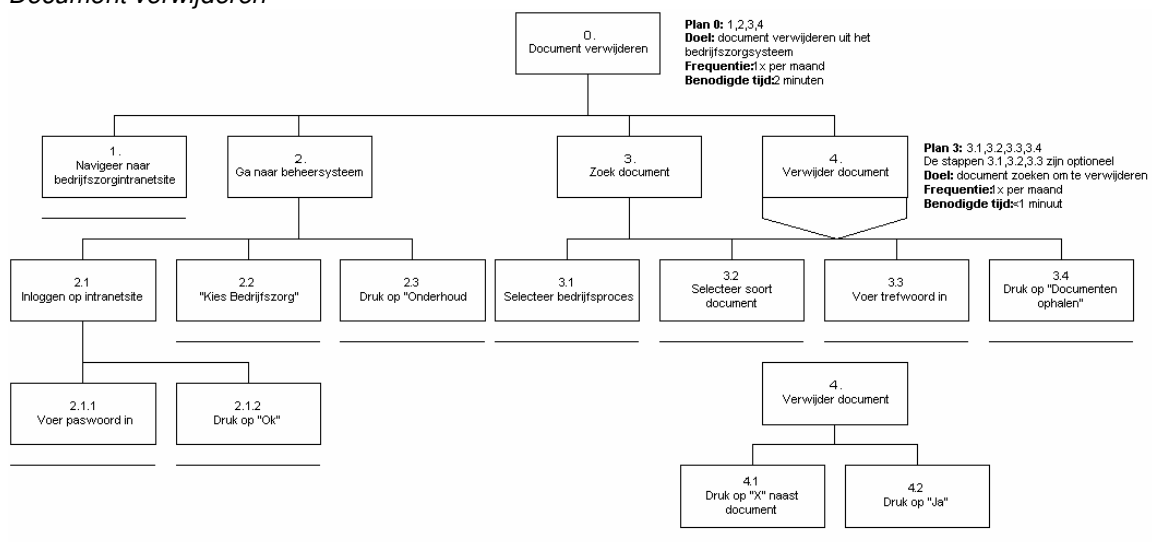 Document verwijderen
0.
Document verwijderen
Plan 0: 1,2,3,4
Doel: document verwijderen uit het
bedrijfszorgsysteem
Frequentie:1x per maand
Benodigde tijd:2 minuten
1.
Navigeer naar
bedrijfszorgintranetsite
2.
Ga naar beheersysteem
3.
Zoek document
4.
Verwijder document
Plan 3: 3.1,3.2,3.3,3.4
De stappen 3.1,3.2,3.3 zijn optioneel
Doel: document zoeken om te verwijderen
Frequentie:1x per maand
Benodigde tijd:<1 minuut
2.1
Inloggen op intranetsite
2.2
"Kies Bedrijfszorg"
2.3
Druk op "Onderhoud
3.1
Selecteer bedrijfsproces
3.2
Selecteer soort
document
3.3
Voer trefwoord in
3.4
Druk op "Documenten
ophalen"
2.1.1
Voer paswoord in
2.1.2
Druk op "Ok"
4.
Verwijder document
4.1
Druk op "X" naast
document
4.2
Druk op "Ja"